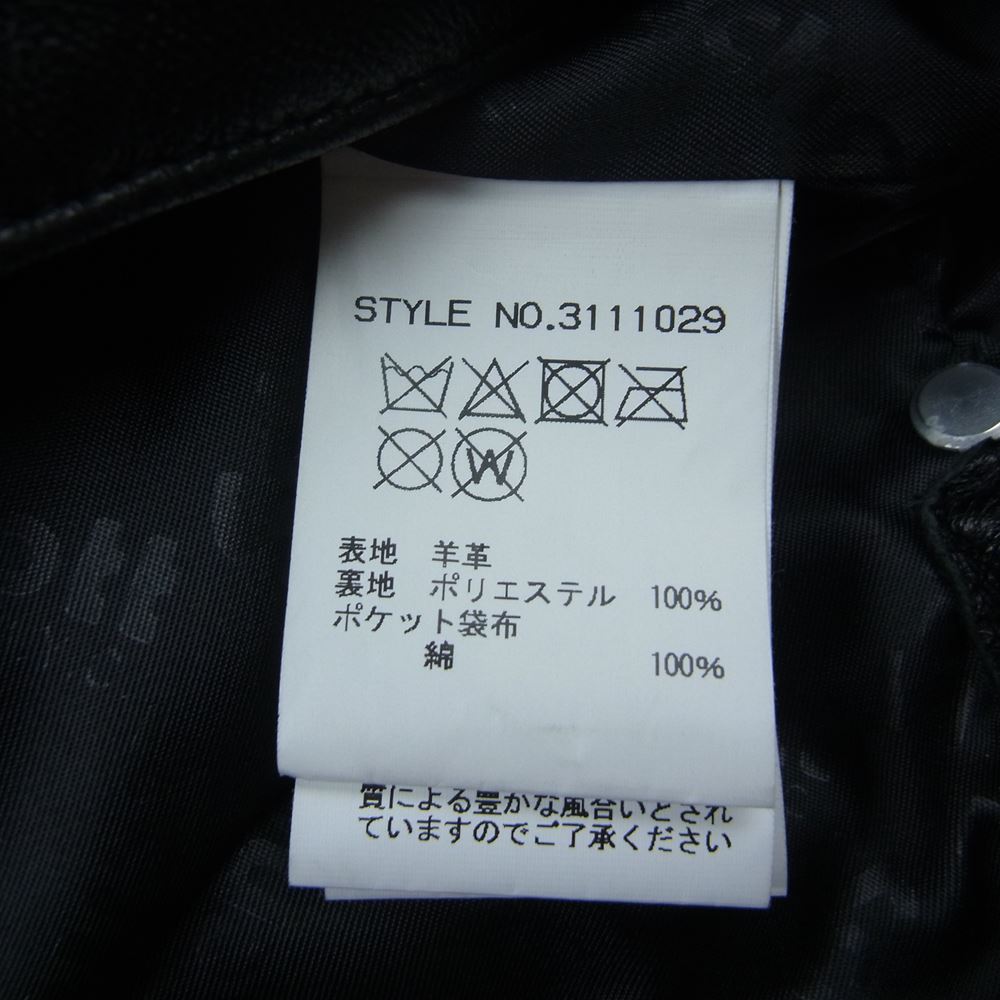 STYLE NO.3111029
W
表地 羊革
裏地 ポリエステル 100%
ポケット袋布
綿 100%
質による豊かな風合いとされ
ていますのでご了承ください